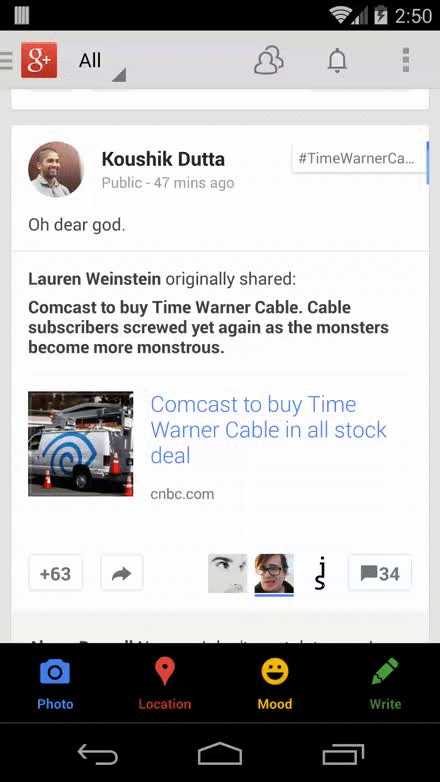 2:50
g+
All
Koushik Dutta
#TimeWarnerCa...
Public - 47 mins ago
Oh dear god.
Lauren Weinstein originally shared:
Comcast to buy Time Warner Cable. Cable
subscribers screwed yet again as the monsters
become more monstrous.
Comcast to buy Time
Warner Cable in all stock
deal
cnbc.com
+63
js
34
Photo
Location
Mood
Write